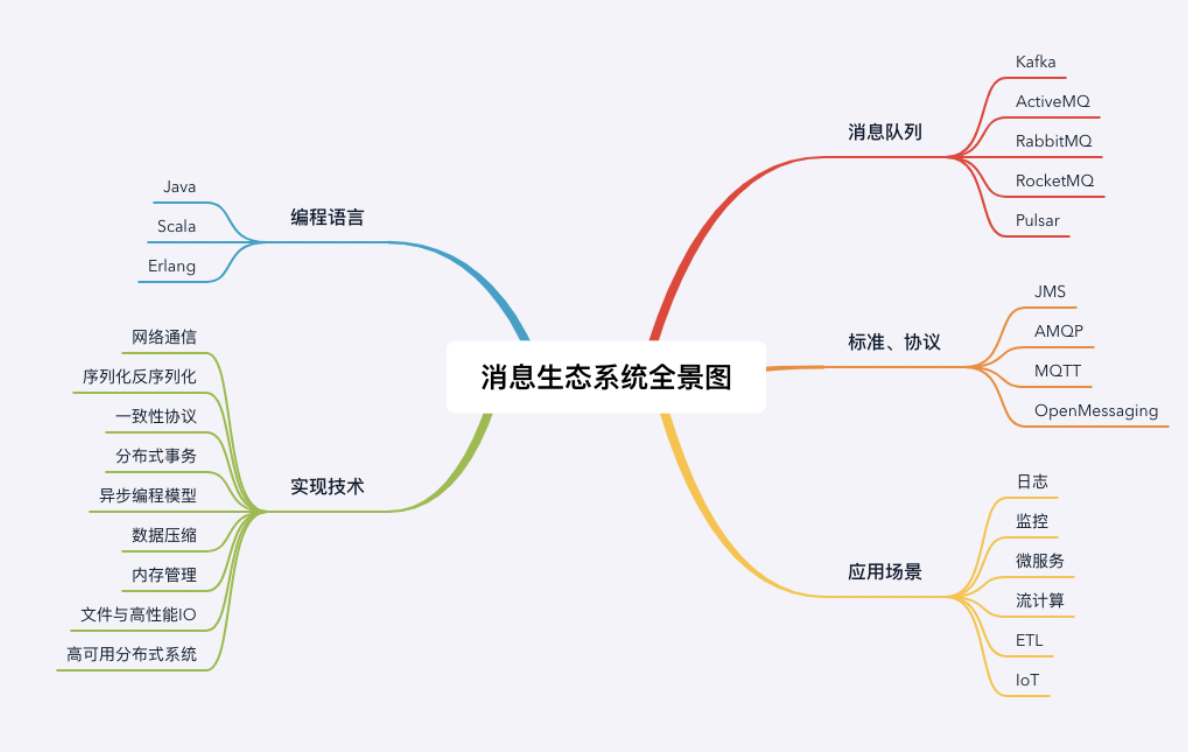 消息生态系统全景图
编程语言
Java
Scala
Erlang
实现技术
网络通信
序列化反序列化
一致性协议
分布式事务
异步编程模型
数据压缩
内存管理
文件与高性能IO
高可用分布式系统
消息队列
Kafka
ActiveMQ
RabbitMQ
RocketMQ
Pulsar
标准、协议
JMS
AMQP
MQTT
OpenMessaging
应用场景
日志
监控
微服务
流计算
ETL
IoT